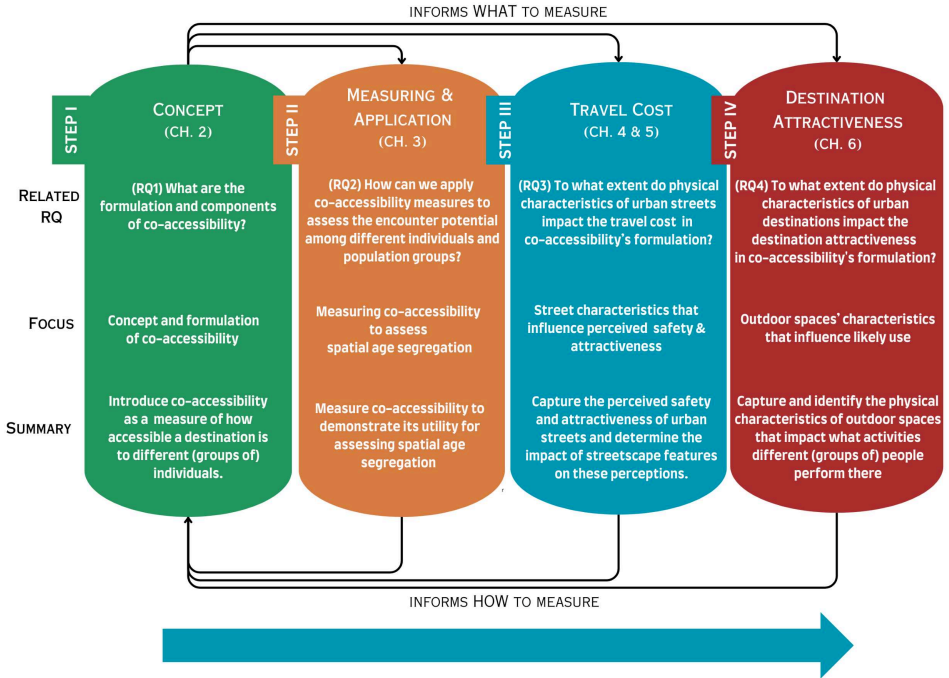 INFORMS WHAT TO MEASURE
STEP I
CONCEPT
(CH. 2)
STEP II
MEASURING &
APPLICATION
(CH. 3)
STEP III
TRAVEL COST
(CH. 4 & 5)
STEP IV
DESTINATION
ATTRACTIVENESS
(CH. 6)
RELATED
RQ
(RQ1) What are the
formulation and components
of co-accessibility?
(RQ2) How can we apply
co-accessibility measures to
assess the encounter potential
among different individuals and
population groups?
(RQ3) To what extent do physical
characteristics of urban streets
impact the travel cost in
co-accessibility's formulation?
(RQ4) To what extent do physical
characteristics of urban
destinations impact the
destination attractiveness
in co-accessibility's formulation?
FOCUS
Concept and formulation
of co-accessibility
Measuring co-accessibility
to assess
spatial age segregation
Street characteristics that
influence perceived safety &
attractiveness
Outdoor spaces' characteristics
that influence likely use
SUMMARY
Introduce co-accessibility
as a measure of how
accessible a destination is
to different (groups of)
individuals.
Measure co-accessibility to
demonstrate its utility for
assessing spatial age
segregation
Capture the perceived safety
and attractiveness of urban
streets and determine the
impact of streetscape features
on these perceptions.
Capture and identify the physical
characteristics of outdoor spaces
that impact what activities
different (groups of) people
perform there
INFORMS HOW TO MEASURE